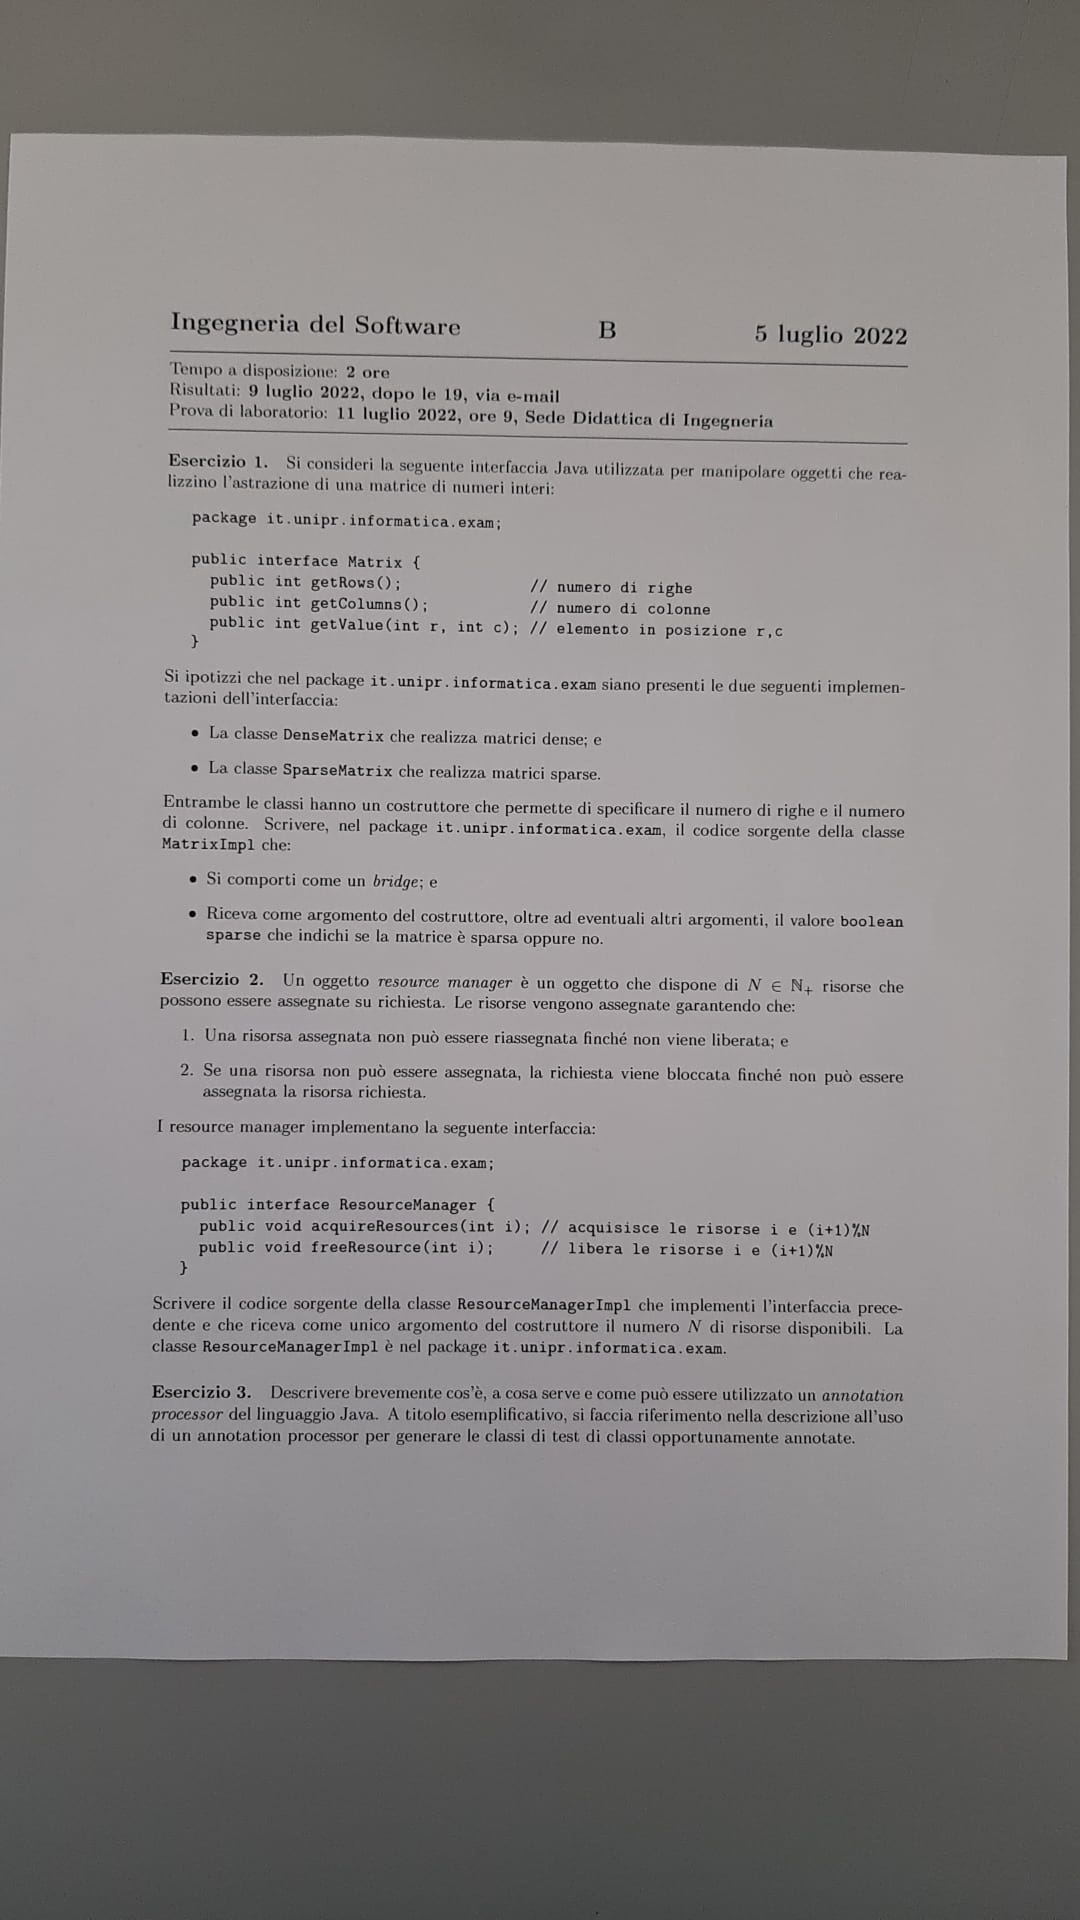 Ingegneria del Software B 5 luglio 2022
Tempo a disposizione: 2 ore
Risultati: 9 luglio 2022, dopo le 19, via e-mail
Prova di laboratorio: 11 luglio 2022, ore 9, Sede Didattica di Ingegneria
Esercizio 1. Si consideri la seguente interfaccia Java utilizzata per manipolare oggetti che rea-
lizzino l'astrazione di una matrice di numeri interi:
package it.unipr.informatica.exam;
public interface Matrix {
public int getRows(); // numero di righe
public int getColumns(); // numero di colonne
public int getValue(int r, int c); // elemento in posizione r,c
}
Si ipotizzi che nel package it.unipr.informatica.exam siano presenti le due seguenti implemen-
tazioni dell'interfaccia:
• La classe DenseMatrix che realizza matrici dense; e
• La classe SparseMatrix che realizza matrici sparse.
Entrambe le classi hanno un costruttore che permette di specificare il numero di righe e il numero
di colonne. Scrivere, nel package it.unipr.informatica.exam, il codice sorgente della classe
MatrixImpl che:
• Si comporti come un bridge; e
• Riceva come argomento del costruttore, oltre ad eventuali altri argomenti, il valore boolean
sparse che indichi se la matrice è sparsa oppure no.
Esercizio 2. Un oggetto resource manager è un oggetto che dispone di N ∈ ℕ₊ risorse che
possono essere assegnate su richiesta. Le risorse vengono assegnate garantendo che:
1. Una risorsa assegnata non può essere riassegnata finché non viene liberata; e
2. Se una risorsa non può essere assegnata, la richiesta viene bloccata finché non può essere
assegnata la risorsa richiesta.
I resource manager implementano la seguente interfaccia:
package it.unipr.informatica.exam;
public interface ResourceManager {
public void acquireResources(int i); // acquisisce le risorse i e (i+1)%N
public void freeResource(int i); // libera le risorse i e (i+1)%N
}
Scrivere il codice sorgente della classe ResourceManagerImpl che implementi l'interfaccia prece-
dente e che riceva come unico argomento del costruttore il numero N di risorse disponibili. La
classe ResourceManagerImpl è nel package it.unipr.informatica.exam.
Esercizio 3. Descrivere brevemente cos'è, a cosa serve e come può essere utilizzato un annotation
processor del linguaggio Java. A titolo esemplificativo, si faccia riferimento nella descrizione all'uso
di un annotation processor per generare le classi di test di classi opportunamente annotate.